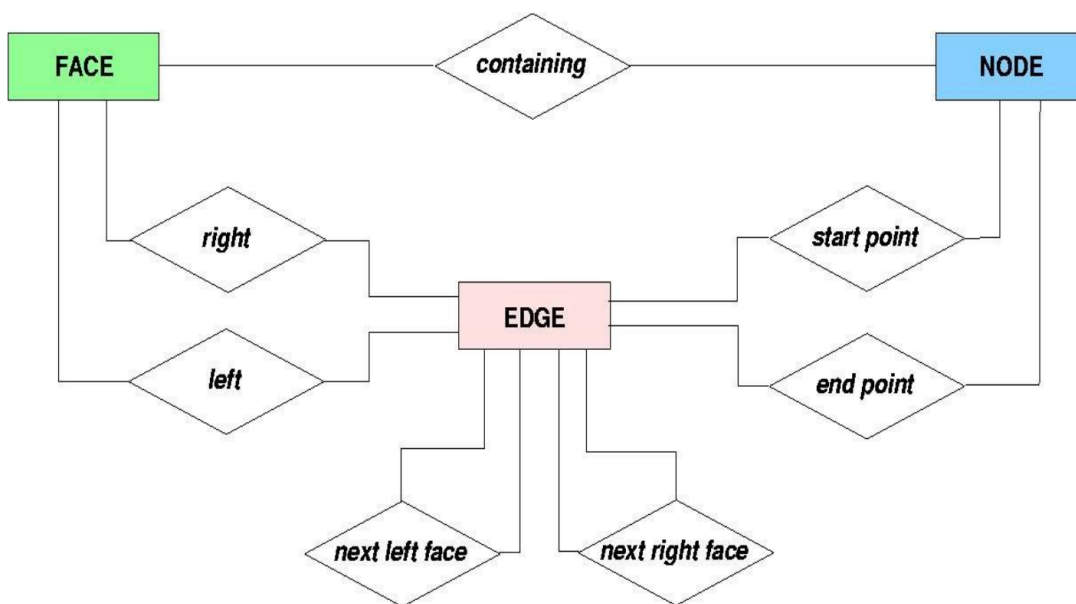 FACE
containing
NODE
right
start point
EDGE
left
end point
next left face
next right face